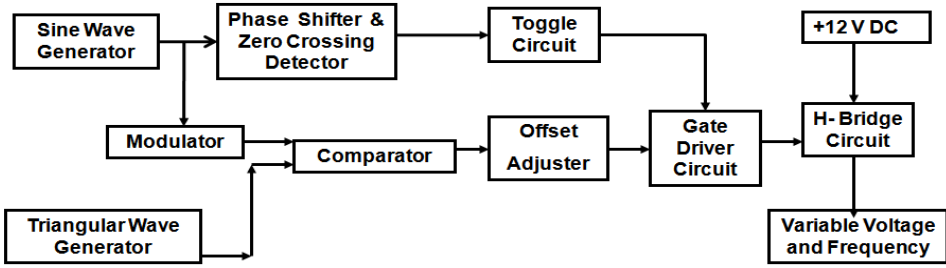 Sine Wave
Generator
Phase Shifter &
Zero Crossing
Detector
Toggle
Circuit
+12 V DC
Modulator
Comparator
Offset
Adjuster
Gate
Driver
Circuit
H- Bridge
Circuit
Triangular Wave
Generator
Variable Voltage
and Frequency